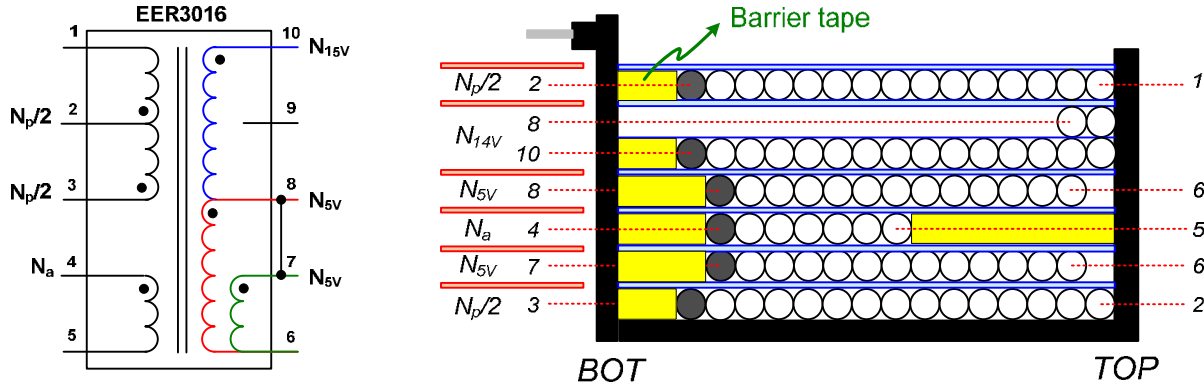 EER3016
1
10
N15V
2
Np/2
9
3
Np/2
8
N5V
4
Na
7
N5V
5
6
Barrier tape
Np/2 2 1
N14V 8
10
N5V 8 6
Na 4 5
N5V 7 6
Np/2 3 2
BOT TOP